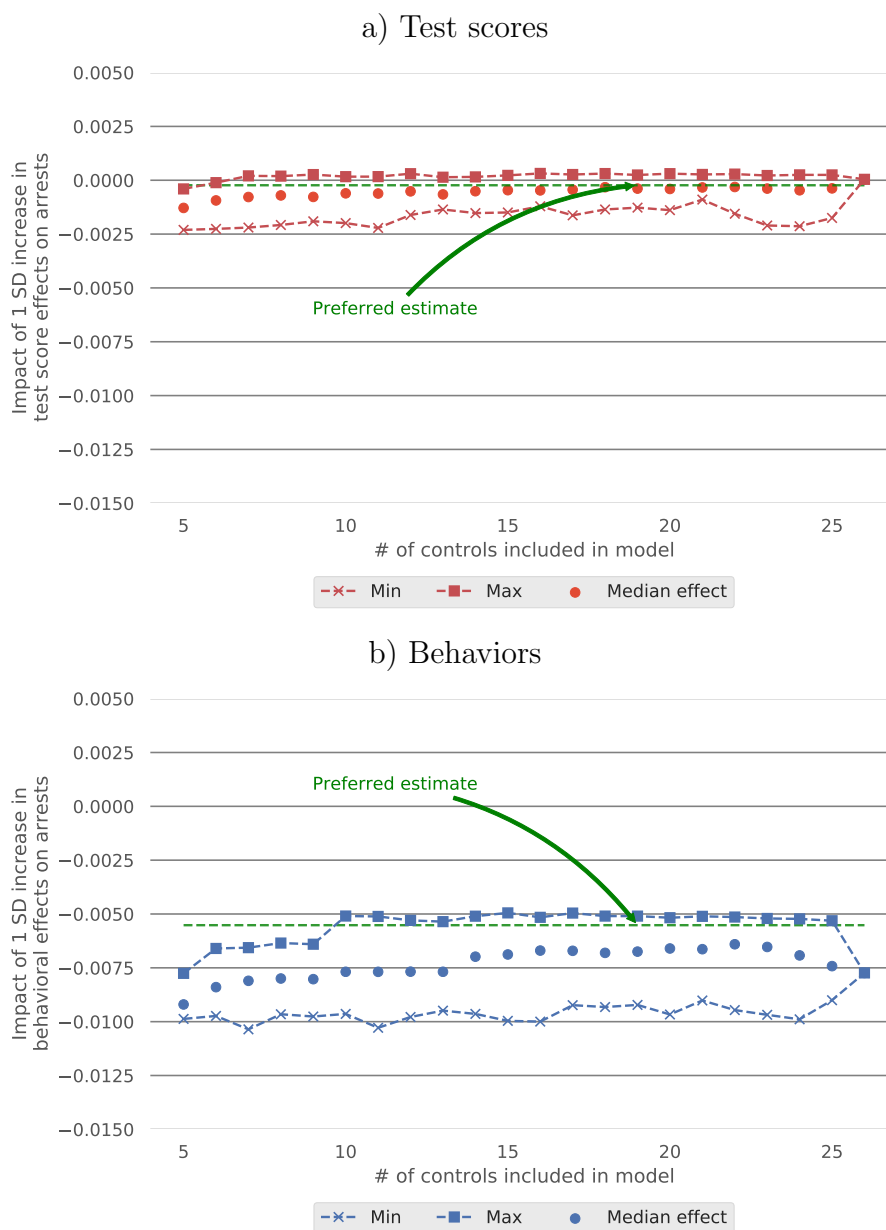 a) Test scores
0.0050
0.0025
0.0000
−0.0025
−0.0050
−0.0075
−0.0100
−0.0125
−0.0150
Impact of 1 SD increase in
test score effects on arrests
Preferred estimate
5 10 15 20 25
# of controls included in model
Min Max Median effect
b) Behaviors
0.0050
0.0025
0.0000
−0.0025
−0.0050
−0.0075
−0.0100
−0.0125
−0.0150
Impact of 1 SD increase in
behavioral effects on arrests
Preferred estimate
5 10 15 20 25
# of controls included in model
Min Max Median effect